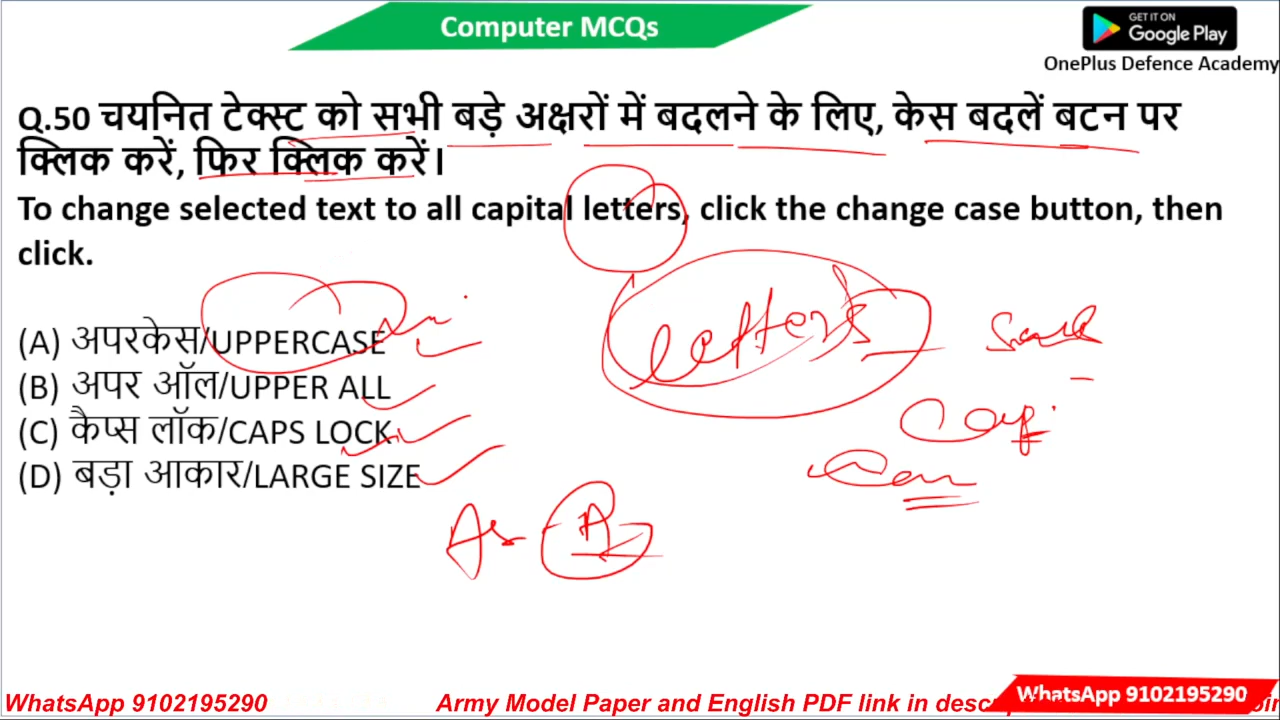 Computer MCQs
GET IT ON
Google Play
OnePlus Defence Academy
Q.50 चयनित टेक्स्ट को सभी बड़े अक्षरों में बदलने के लिए, केस बदलें बटन पर
क्लिक करें, फिर क्लिक करें।
To change selected text to all capital letters, click the change case button, then
click.
(A) अपरकेस/UPPERCASE
(B) अपर ऑल/UPPER ALL
(C) कैप्स लॉक/CAPS LOCK
(D) बड़ा आकार/LARGE SIZE
letters
A
WhatsApp 9102195290
Army Model Paper and English PDF link in
WhatsApp 9102195290